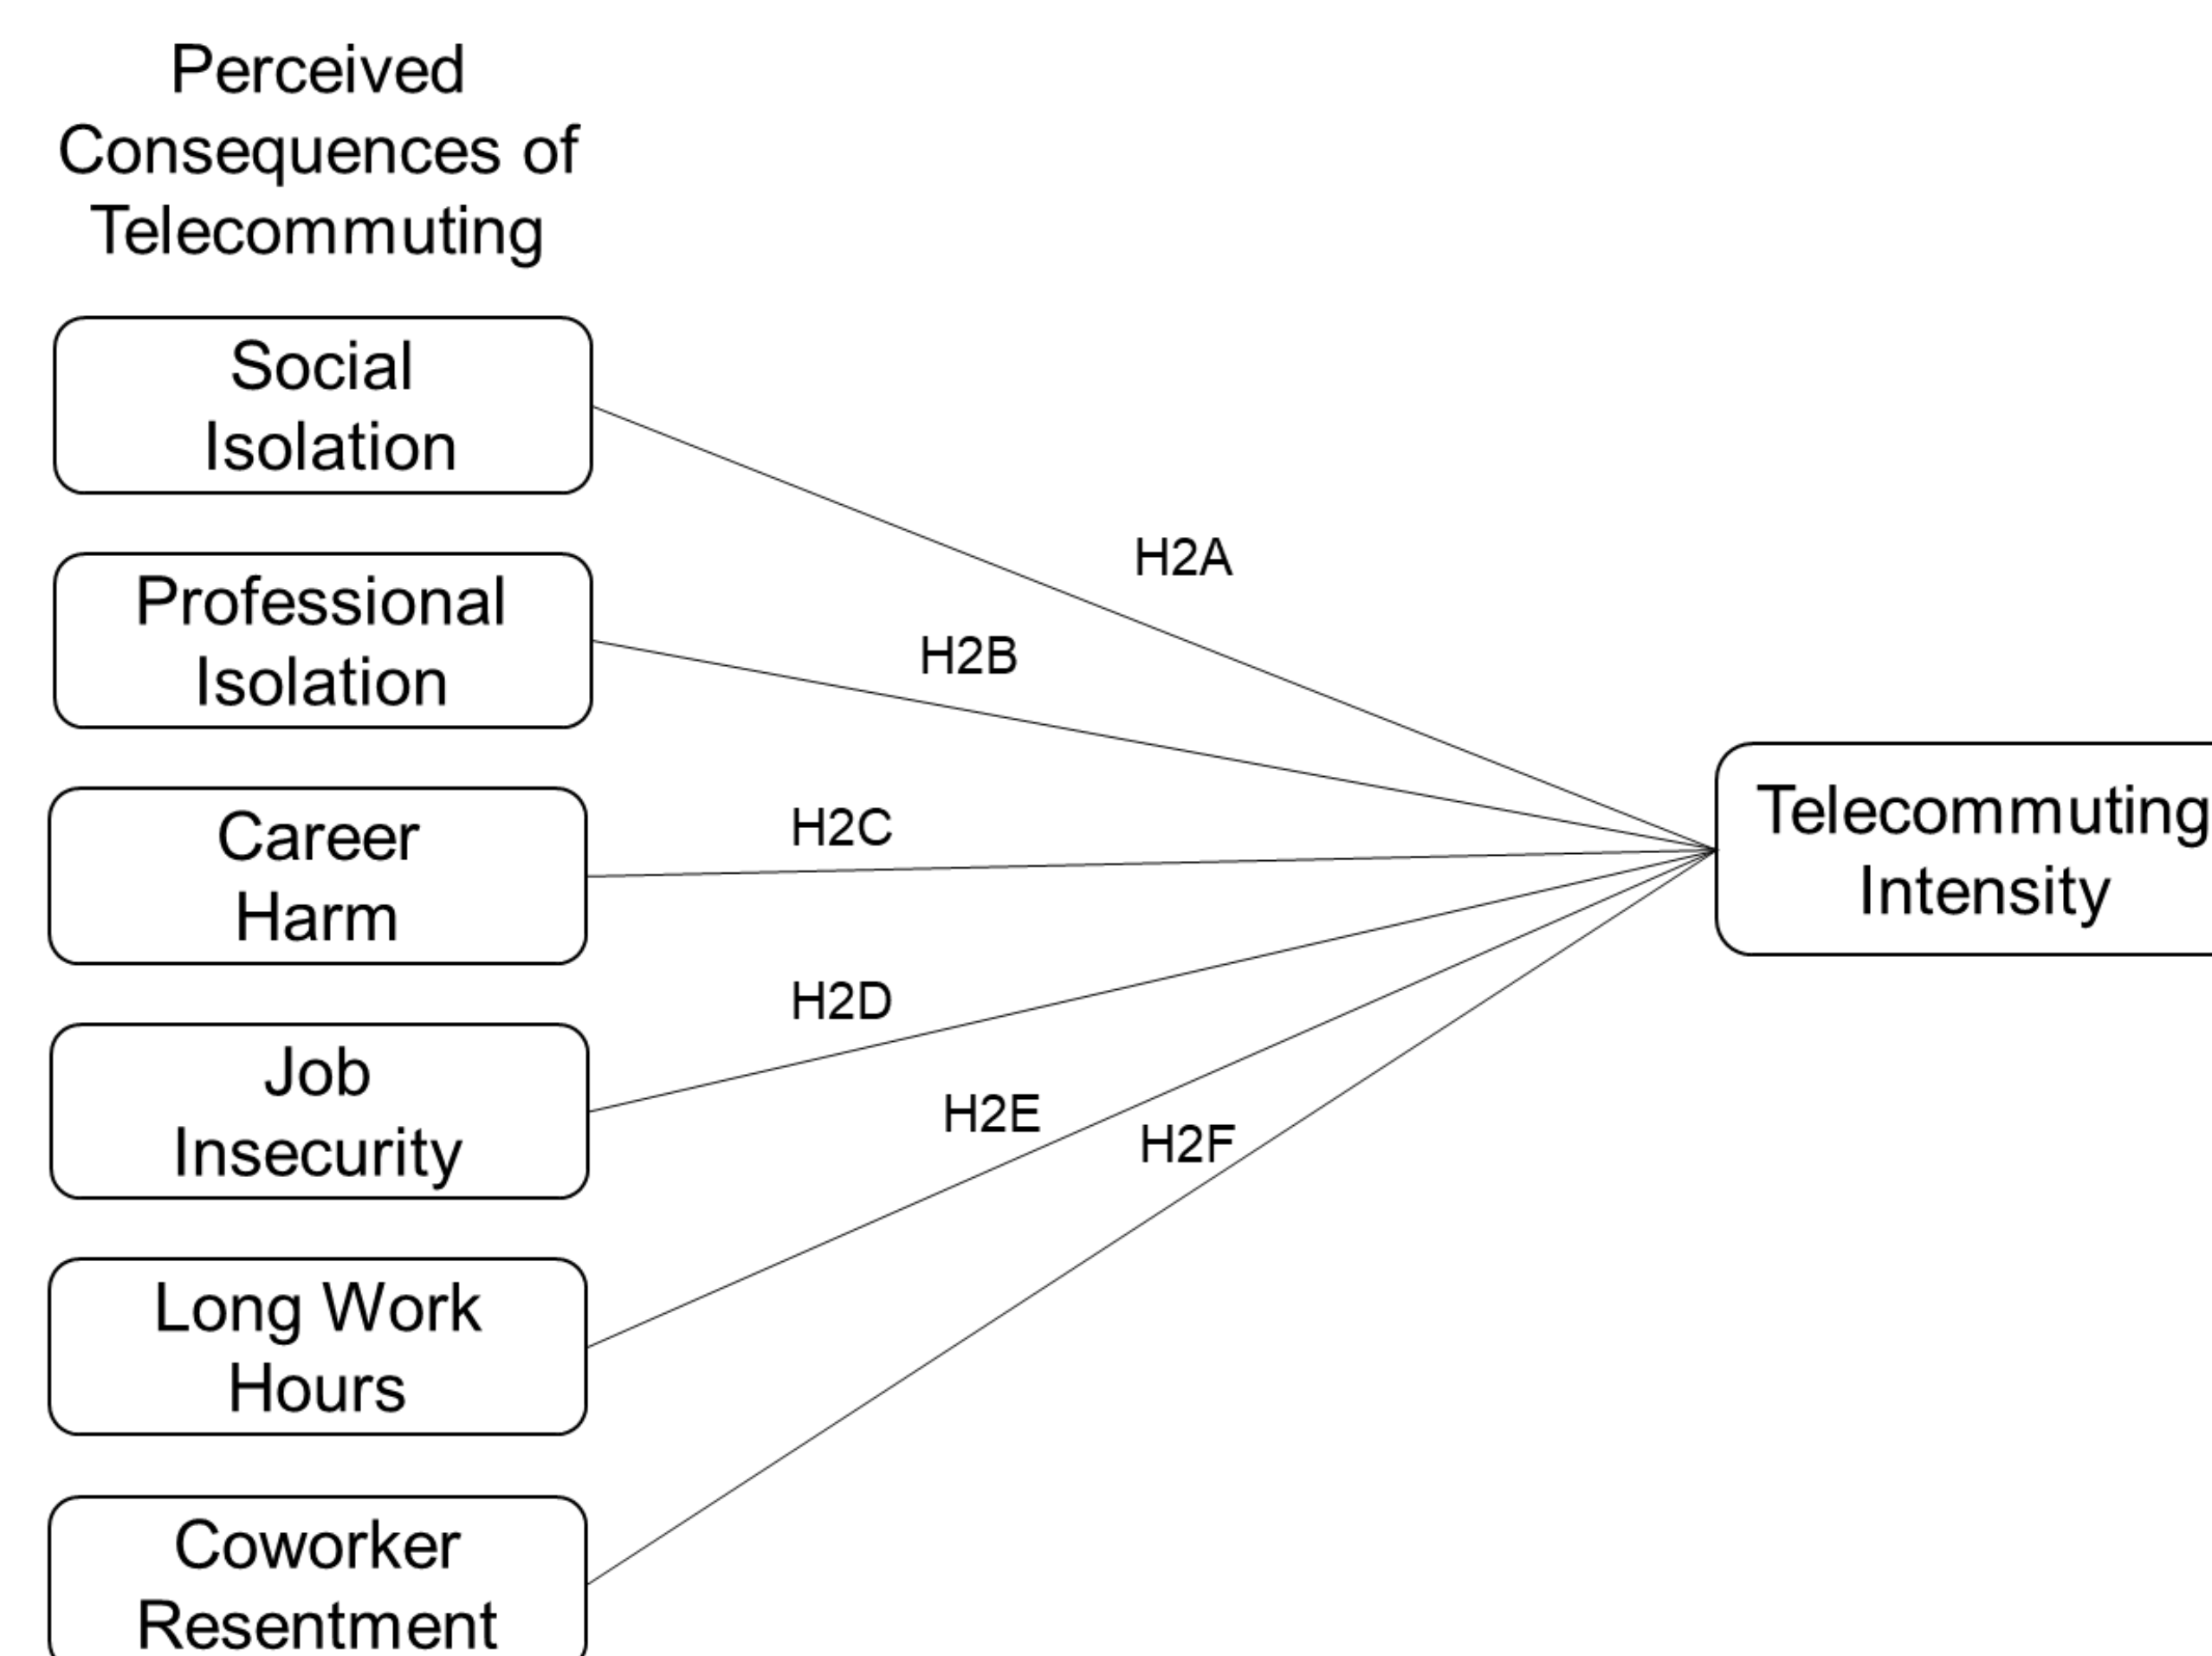 Perceived
Consequences of
Telecommuting
Social
Isolation
H2A
Professional
Isolation
H2B
Career
Harm
H2C
Telecommuting
Intensity
Job
Insecurity
H2D
Long Work
Hours
H2E
H2F
Coworker
Resentment